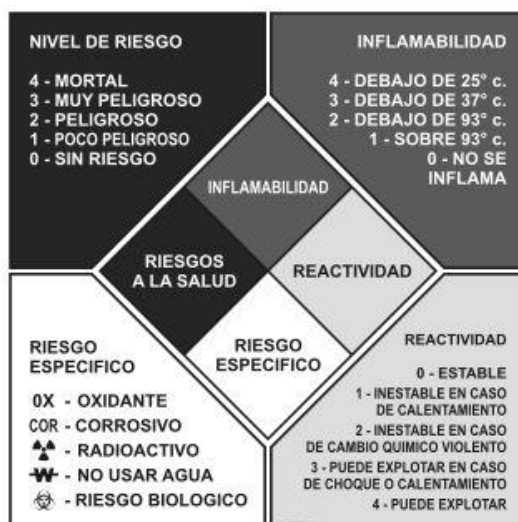 NIVEL DE RIESGO
4 - MORTAL
3 - MUY PELIGROSO
2 - PELIGROSO
1 - POCO PELIGROSO
0 - SIN RIESGO
INFLAMABILIDAD
4 - DEBAJO DE 25° c.
3 - DEBAJO DE 37° c.
2 - DEBAJO DE 93° c.
1 - SOBRE 93° c.
0 - NO SE
INFLAMA
INFLAMABILIDAD
RIESGOS
A LA SALUD
REACTIVIDAD
RIESGO
ESPECIFICO
RIESGO
ESPECIFICO
0X - OXIDANTE
COR - CORROSIVO
- RADIOACTIVO
W - NO USAR AGUA
- RIESGO BIOLOGICO
REACTIVIDAD
0 - ESTABLE
1 - INESTABLE EN CASO
DE CALENTAMIENTO
2 - INESTABLE EN CASO
DE CAMBIO QUIMICO VIOLENTO
3 - PUEDE EXPLOTAR EN CASO
DE CHOQUE O CALENTAMIENTO
4 - PUEDE EXPLOTAR